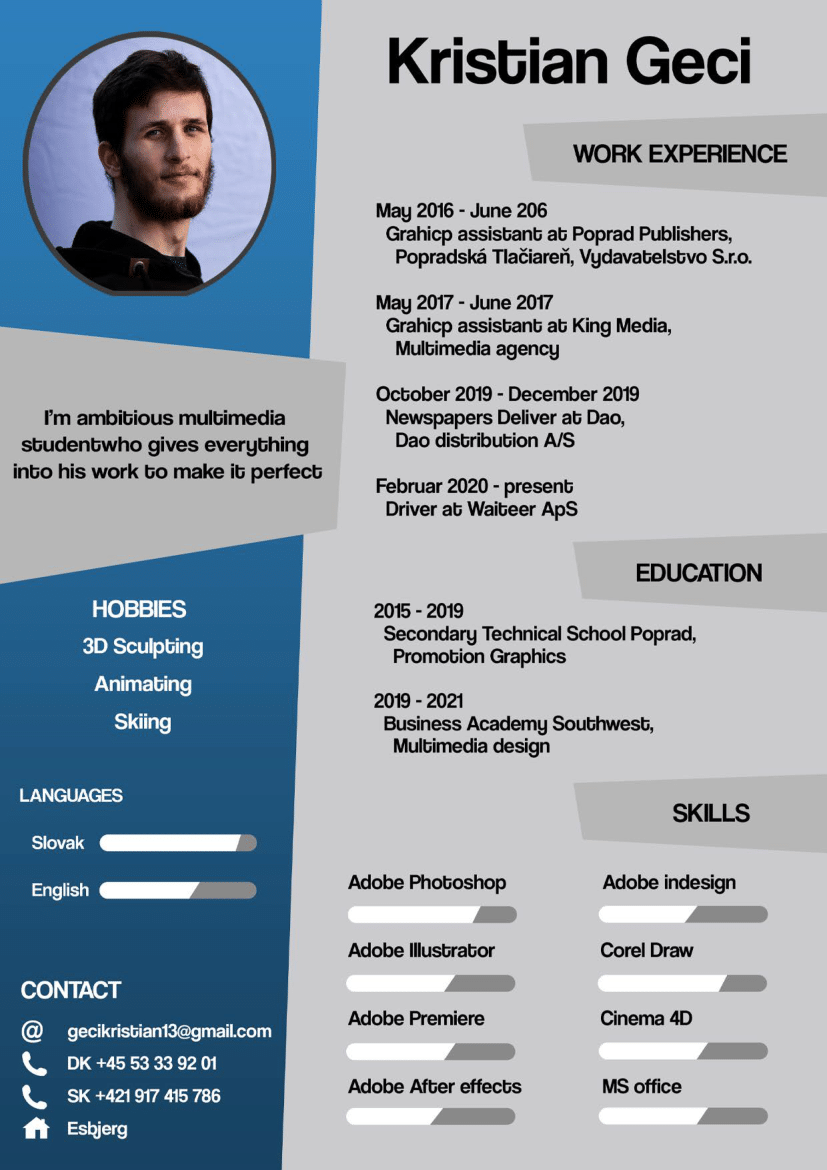 Kristian Geci
WORK EXPERIENCE
May 2016 - June 206
Grahicp assistant at Poprad Publishers,
Popradská Tlačiareň, Vydavatelstvo S.r.o.
May 2017 - June 2017
Grahicp assistant at King Media,
Multimedia agency
October 2019 - December 2019
Newspapers Deliver at Dao,
Dao distribution A/S
Februar 2020 - present
Driver at Waiteer ApS
EDUCATION
2015 - 2019
Secondary Technical School Poprad,
Promotion Graphics
2019 - 2021
Business Academy Southwest,
Multimedia design
SKILLS
Adobe Photoshop
Adobe indesign
Adobe Illustrator
Corel Draw
Adobe Premiere
Cinema 4D
Adobe After effects
MS office
I'm ambitious multimedia
studentwho gives everything
into his work to make it perfect
HOBBIES
3D Sculpting
Animating
Skiing
LANGUAGES
Slovak
English
CONTACT
@ gecikristian13@gmail.com
DK +45 53 33 92 01
SK +421 917 415 786
Esbjerg